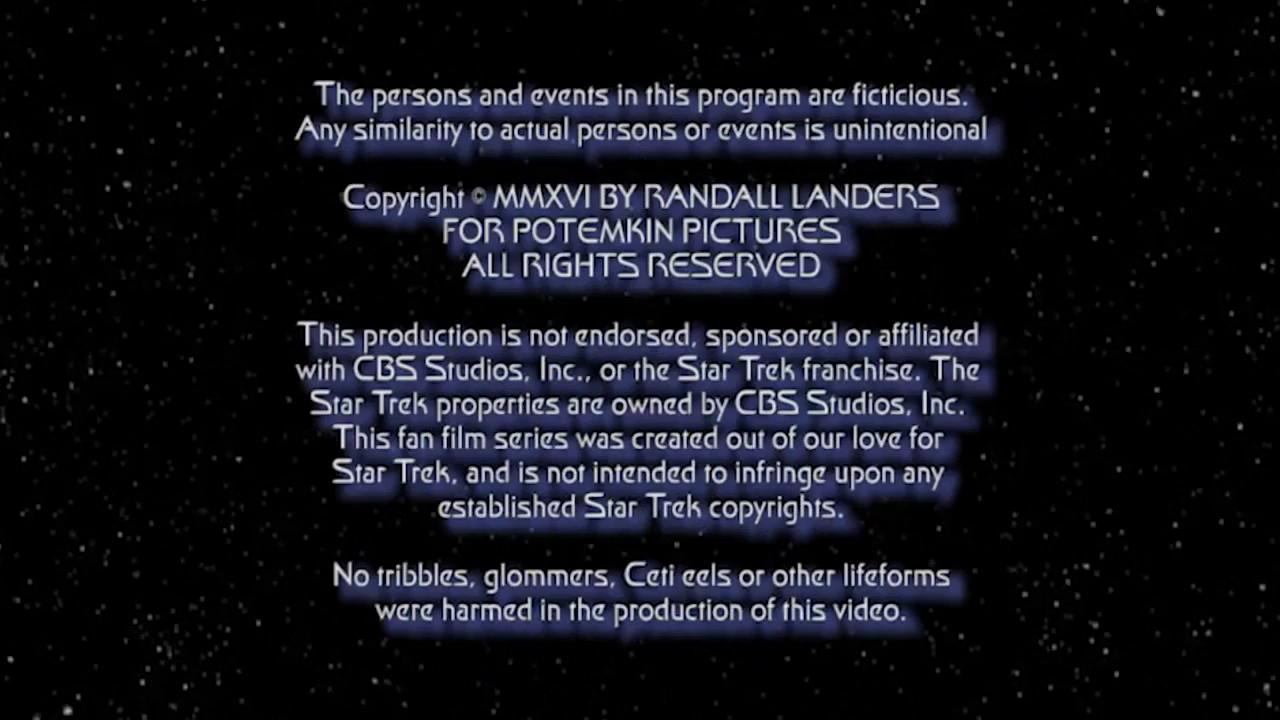 The persons and events in this program are ficticious.
Any similarity to actual persons or events is unintentional
Copyright © MMXVI BY RANDALL LANDERS
FOR POTEMKIN PICTURES
ALL RIGHTS RESERVED
This production is not endorsed, sponsored or affiliated
with CBS Studios, Inc., or the Star Trek franchise. The
Star Trek properties are owned by CBS Studios, Inc.
This fan film series was created out of our love for
Star Trek, and is not intended to infringe upon any
established Star Trek copyrights.
No tribbles, glommers, Ceti eels or other lifeforms
were harmed in the production of this video.